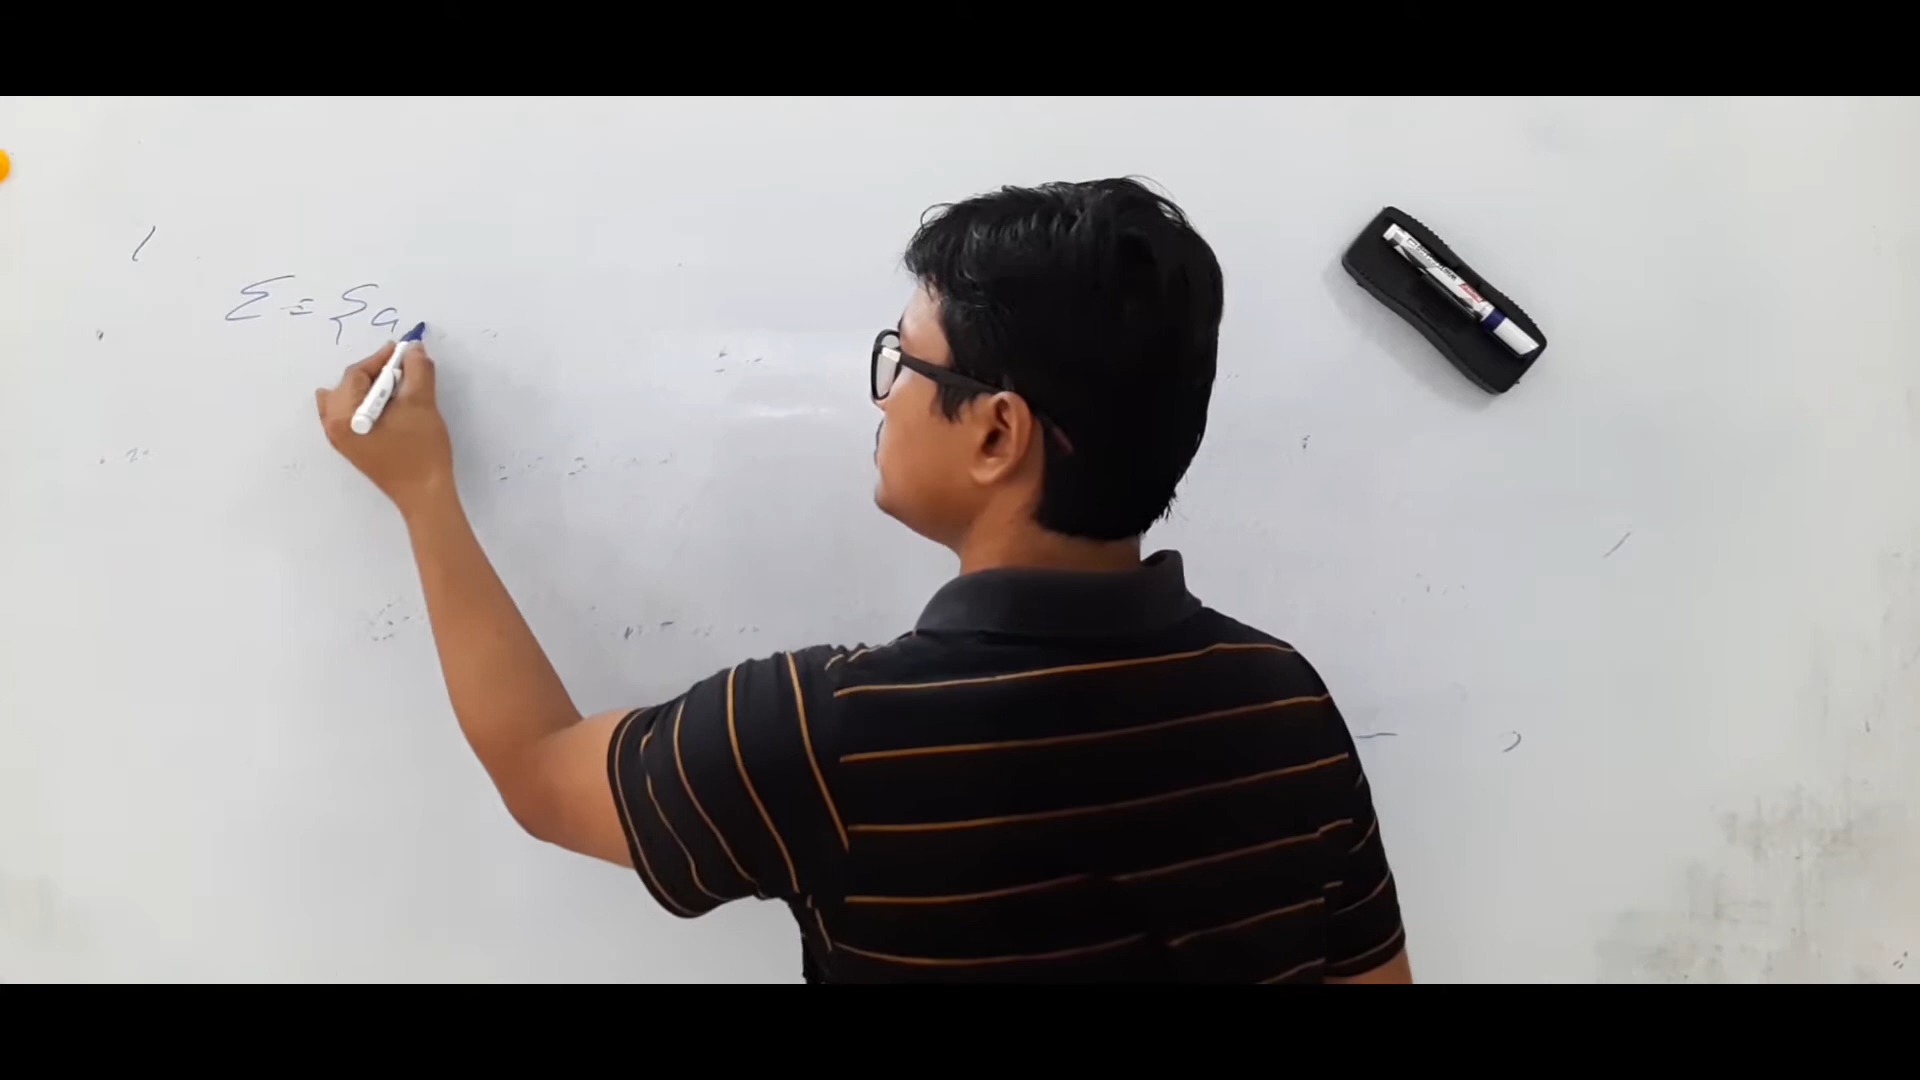 Σ = {a